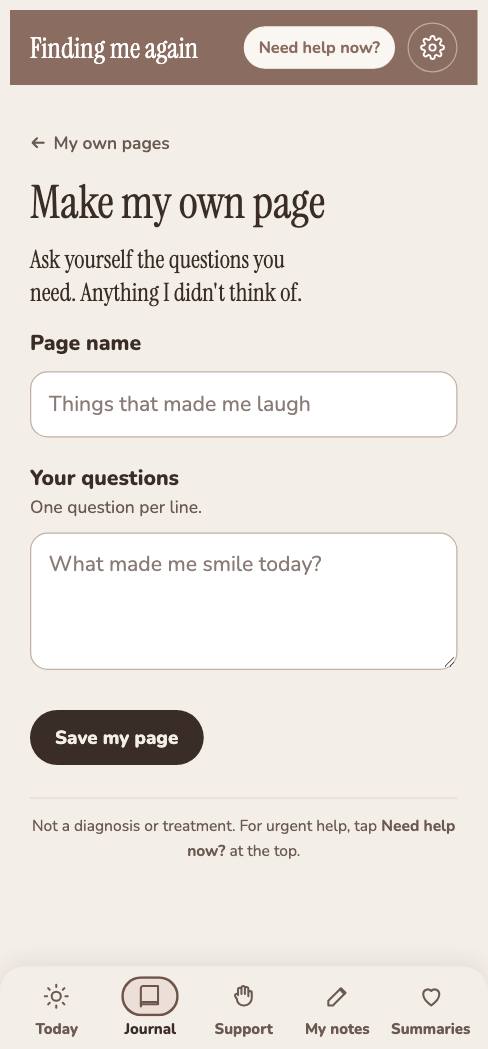 Finding me again
Need help now?
My own pages
Make my own page
Ask yourself the questions you
need. Anything I didn't think of.
Page name
Things that made me laugh
Your questions
One question per line.
What made me smile today?
Save my page
Not a diagnosis or treatment. For urgent help, tap Need help
now? at the top.
Today
Journal
Support
My notes
Summaries